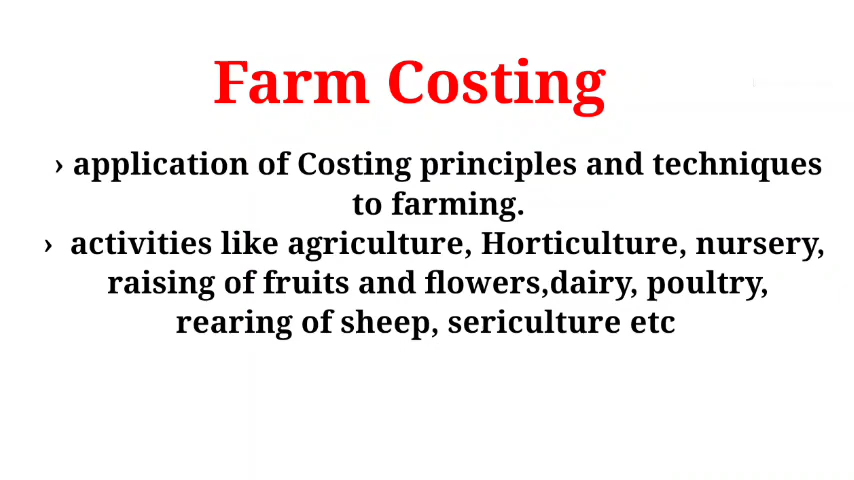 Farm Costing
› application of Costing principles and techniques
to farming.
› activities like agriculture, Horticulture, nursery,
raising of fruits and flowers,dairy, poultry,
rearing of sheep, sericulture etc